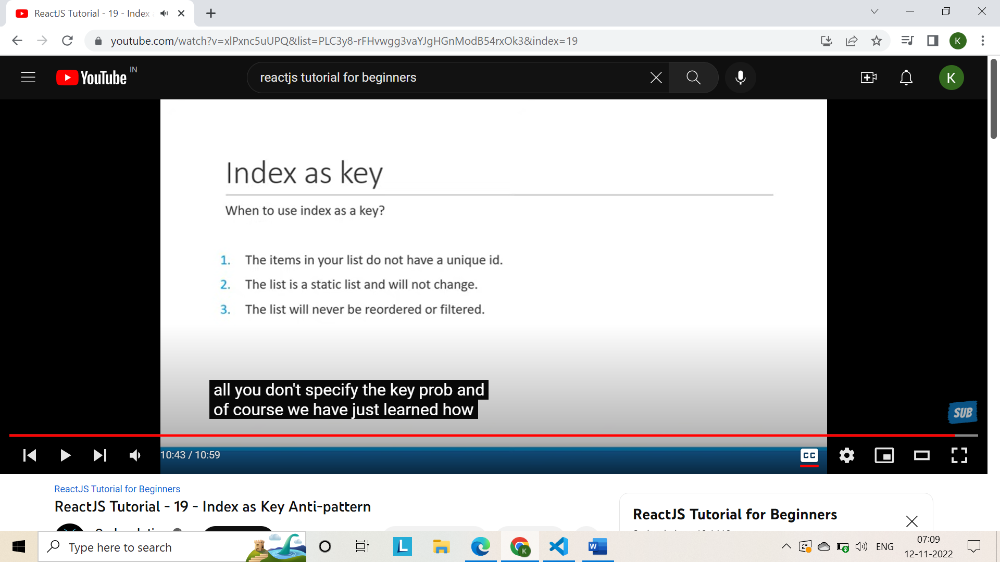 ReactJS Tutorial - 19 - Index
youtube.com/watch?v=xlPxnc5uUPQ&list=PLC3y8-rFHvwgg3vaYJgHGnModB54rxOk3&index=19
K
YouTube IN
reactjs tutorial for beginners
K
Index as key
When to use index as a key?
1. The items in your list do not have a unique id.
2. The list is a static list and will not change.
3. The list will never be reordered or filtered.
all you don't specify the key prob and
of course we have just learned how
SUB
10:43 / 10:59
CC
ReactJS Tutorial for Beginners
ReactJS Tutorial - 19 - Index as Key Anti-pattern
ReactJS Tutorial for Beginners
Type here to search
L
K
W
ENG
07:09
12-11-2022